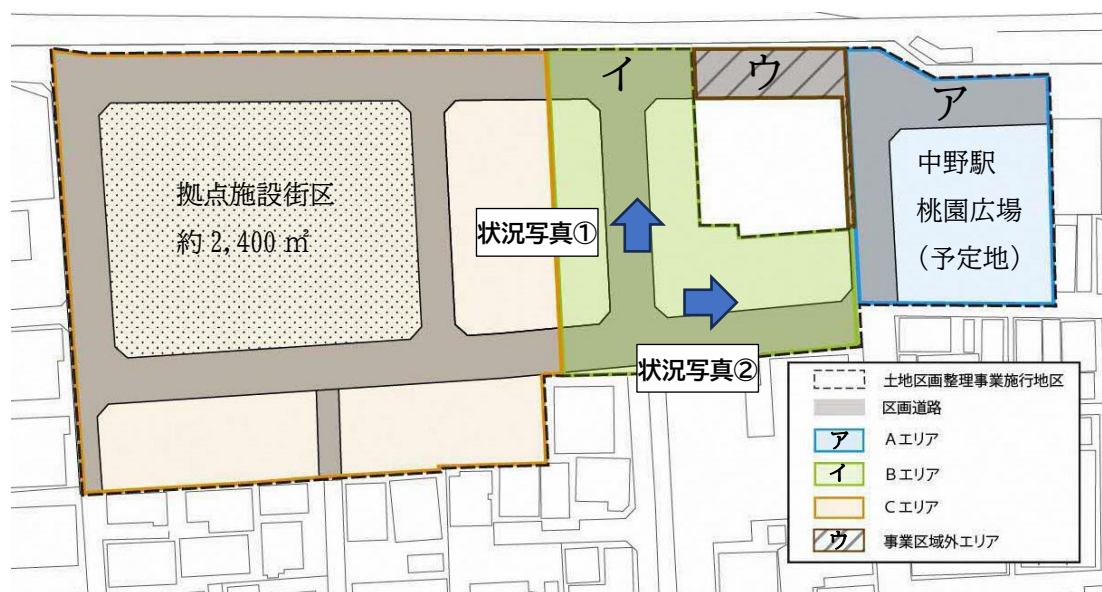 イ
ウ
ア
拠点施設街区
約2,400㎡
状況写真①
状況写真②
中野駅
桃園広場
（予定地）
土地区画整理事業施行地区
区画道路
ア Aエリア
イ Bエリア
Cエリア
ウ 事業区域外エリア